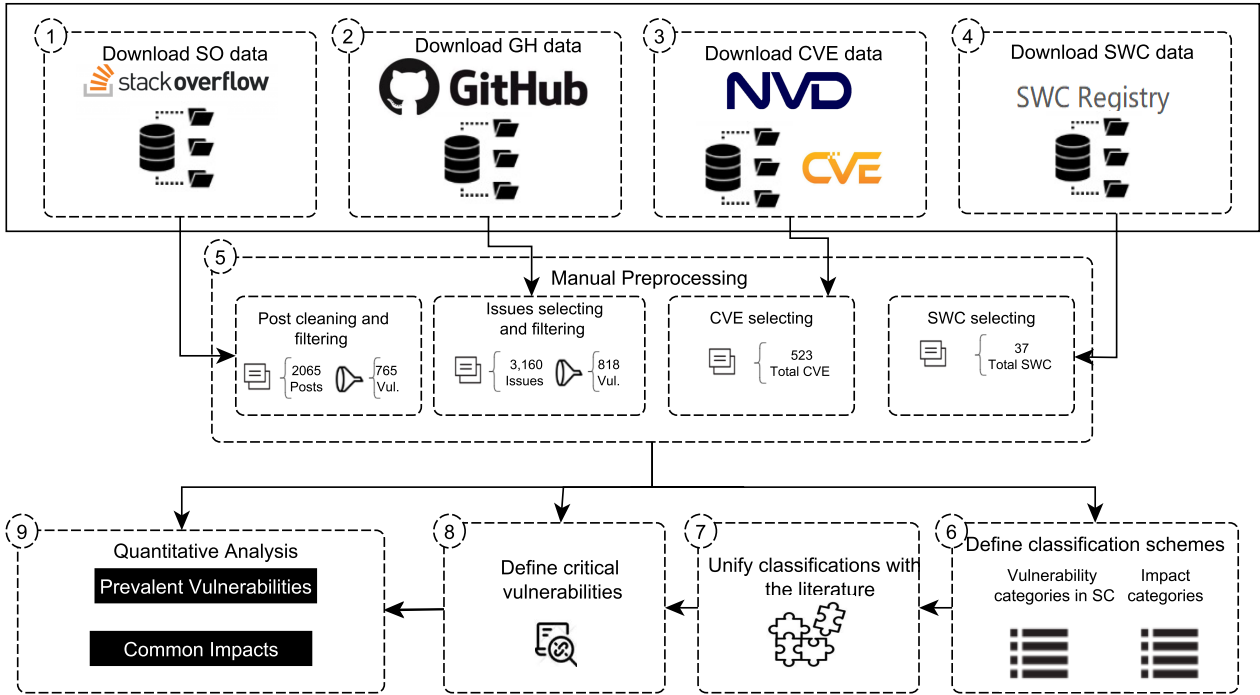 1
Download SO data
stackoverflow
2
Download GH data
GitHub
3
Download CVE data
NVD
CVE
4
Download SWC data
SWC Registry
5
Manual Preprocessing
Post cleaning and
filtering
2065
Posts
765
Vul.
Issues selecting
and filtering
3,160
Issues
818
Vul.
CVE selecting
523
Total CVE
SWC selecting
37
Total SWC
9
Quantitative Analysis
Prevalent Vulnerabilities
Common Impacts
8
Define critical
vulnerabilities
7
Unify classifications with
the literature
6
Define classification schemes
Vulnerability
categories in SC
Impact
categories